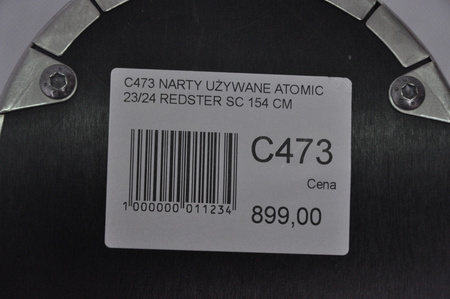 C473 NARTY UŻYWANE ATOMIC
23/24 REDSTER SC 154 CM
C473
Cena
1 000000 011234
899,00